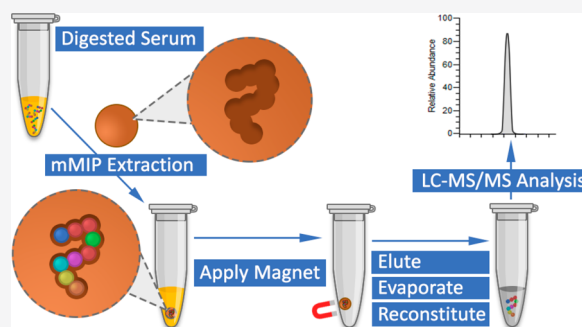 Digested Serum
mMIP Extraction
Apply Magnet
Elute
Evaporate
Reconstitute
LC-MS/MS Analysis
Relative Abundance
100
80
60
40
20
0